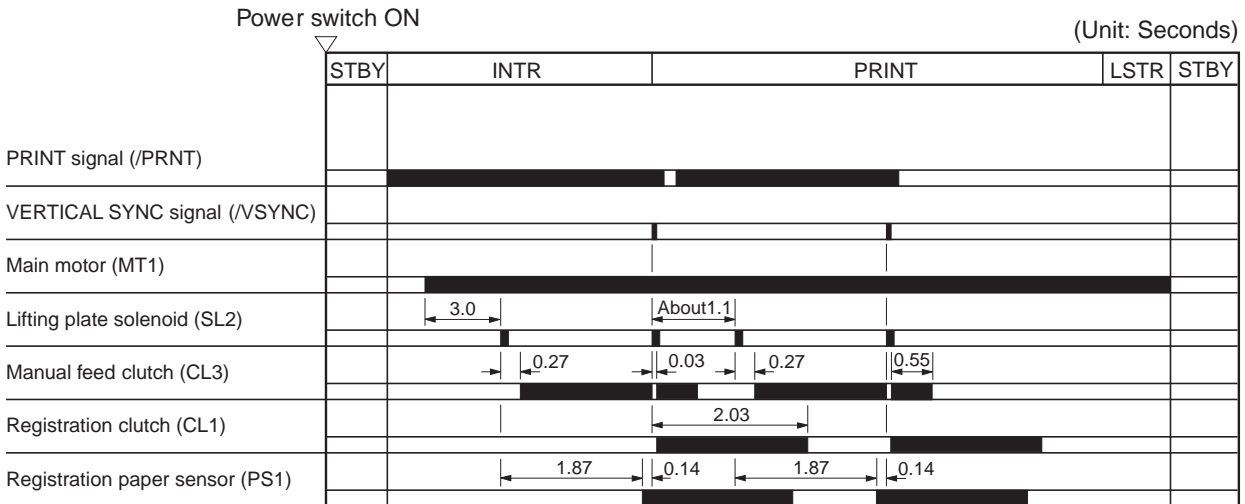 Power switch ON
(Unit: Seconds)
STBY INTR PRINT LSTR STBY
PRINT signal (/PRNT)
VERTICAL SYNC signal (/VSYNC)
Main motor (MT1)
3.0 About1.1
Lifting plate solenoid (SL2)
0.27 0.03 0.27 0.55
Manual feed clutch (CL3)
2.03
Registration clutch (CL1)
1.87 0.14 1.87 0.14
Registration paper sensor (PS1)